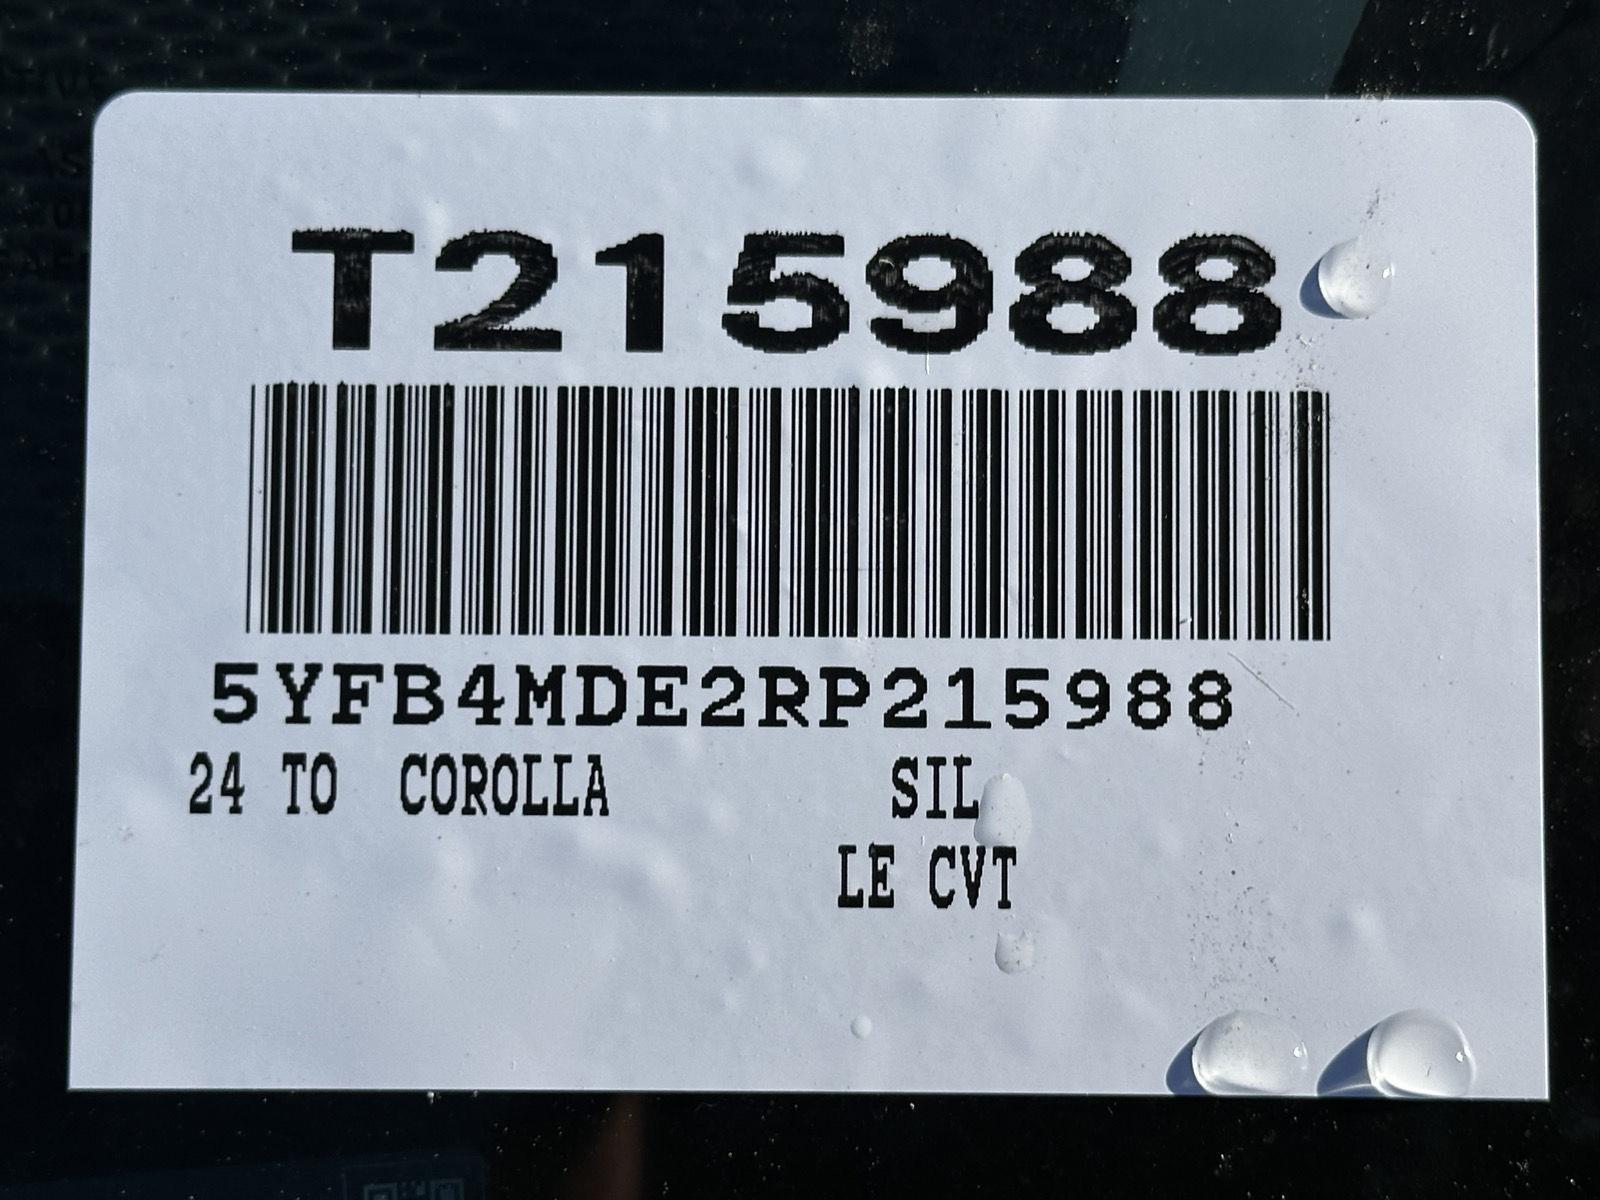 T215988
5YFB4MDE2RP215988
24 TO COROLLA SIL
LE CVT